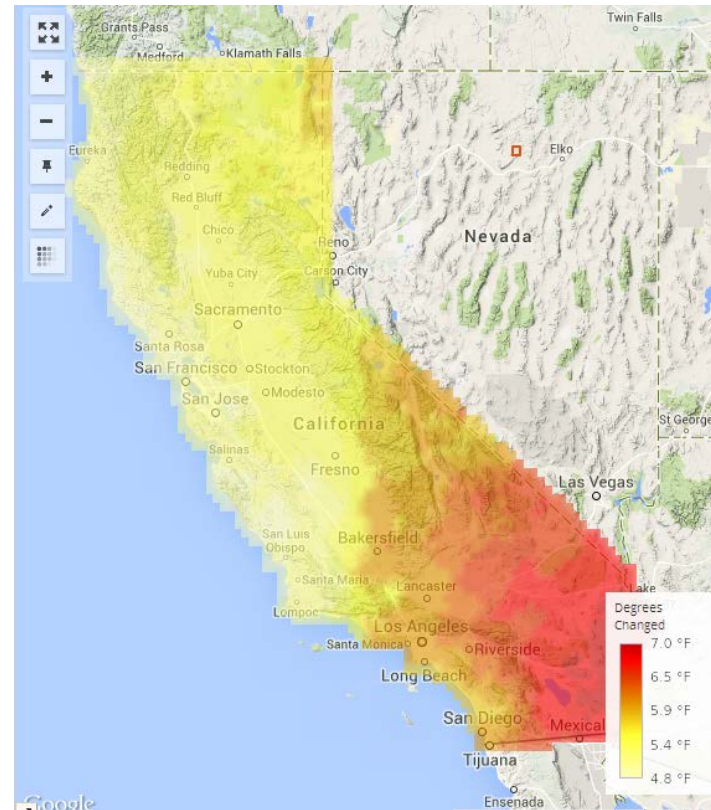 Grants Pass
Medford
Klamath Falls
Twin Falls
Eureka
Redding
Red Bluff
Chico
Yuba City
Elko
Nevada
Reno
Carson City
Sacramento
Santa Rosa
San Francisco
Stockton
Modesto
San Jose
California
Salinas
Fresno
St George
Las Vegas
San Luis
Obispo
Bakersfield
Santa Maria
Lompoc
Lancaster
Lake
Los Angeles
Santa Monica
Riverside
Long Beach
San Diego
Mexical
Tijuana
Ensenada
Degrees
Changed
7.0 °F
6.5 °F
5.9 °F
5.4 °F
4.8 °F
Google